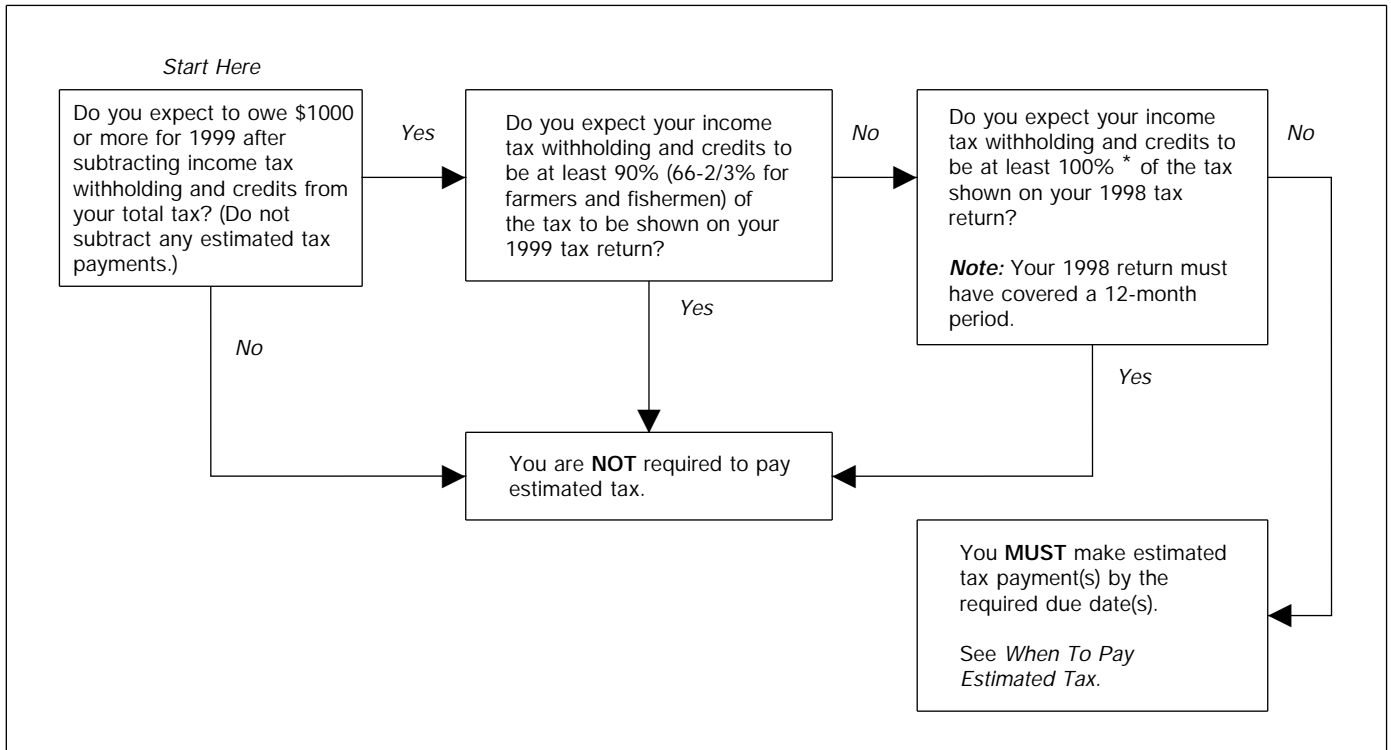 Start Here
Do you expect to owe $1000
or more for 1999 after
subtracting income tax
withholding and credits from
your total tax? (Do not
subtract any estimated tax
payments.)
Yes
No
Do you expect your income
tax withholding and credits to
be at least 90% (66-2/3% for
farmers and fishermen) of
the tax to be shown on your
1999 tax return?
No
Yes
Do you expect your income
tax withholding and credits to
be at least 100% * of the tax
shown on your 1998 tax
return?
Note: Your 1998 return must
have covered a 12-month
period.
No
Yes
You are NOT required to pay
estimated tax.
You MUST make estimated
tax payment(s) by the
required due date(s).
See When To Pay
Estimated Tax.